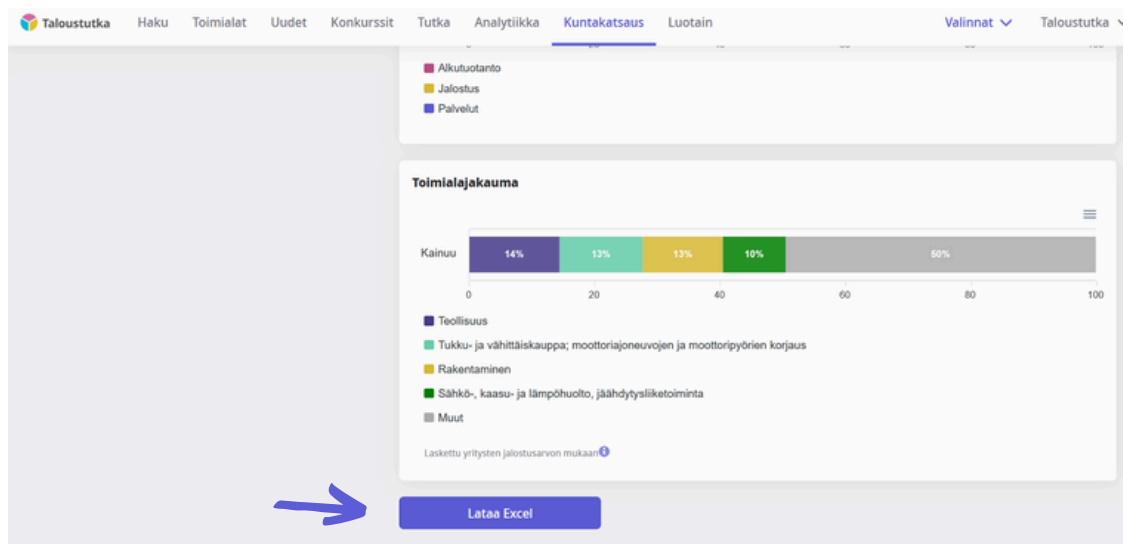 Taloustutka Haku Toimialat Uudet Konkurssit Tutka Analytiikka Kuntakatsaus Luotain Valinnat Taloustutka
Alkutuotanto
Jalostus
Palvelut
Toimialajakauma
Kainuu 14% 13% 13% 10% 50%
0 20 40 60 80 100
Teollisuus
Tukku- ja vähittäiskauppa; moottoriajoneuvojen ja moottoripyörien korjaus
Rakentaminen
Sähkö-, kaasu- ja lämpöhuolto, jäähdytysliiketoiminta
Muut
Laskettu yritysten jalostusarvon mukaan
Lataa Excel